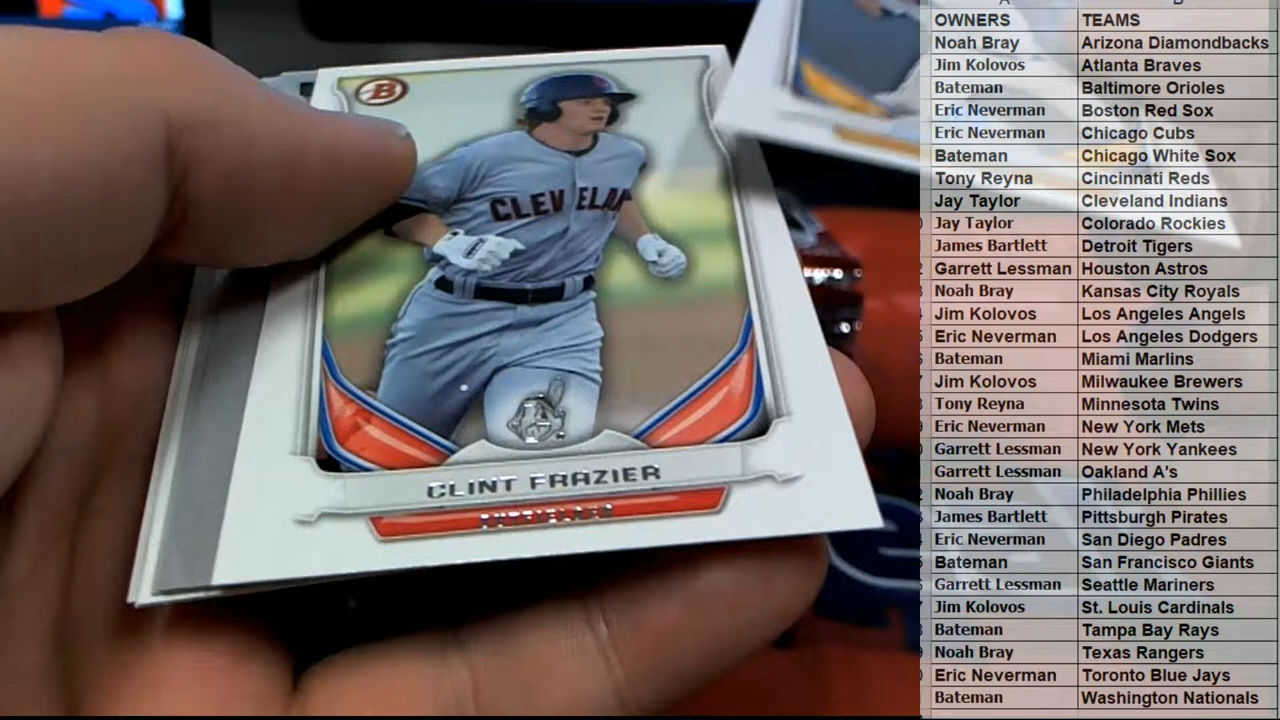 B
CLEVELAND
CLINT FRAZIER
OWNERS TEAMS
Noah Bray Arizona Diamondbacks
Jim Kolovos Atlanta Braves
Bateman Baltimore Orioles
Eric Neverman Boston Red Sox
Eric Neverman Chicago Cubs
Bateman Chicago White Sox
Tony Reyna Cincinnati Reds
Jay Taylor Cleveland Indians
Jay Taylor Colorado Rockies
James Bartlett Detroit Tigers
Garrett Lessman Houston Astros
Noah Bray Kansas City Royals
Jim Kolovos Los Angeles Angels
Eric Neverman Los Angeles Dodgers
Bateman Miami Marlins
Jim Kolovos Milwaukee Brewers
Tony Reyna Minnesota Twins
Eric Neverman New York Mets
Garrett Lessman New York Yankees
Garrett Lessman Oakland A's
Noah Bray Philadelphia Phillies
James Bartlett Pittsburgh Pirates
Eric Neverman San Diego Padres
Bateman San Francisco Giants
Garrett Lessman Seattle Mariners
Jim Kolovos St. Louis Cardinals
Bateman Tampa Bay Rays
Noah Bray Texas Rangers
Eric Neverman Toronto Blue Jays
Bateman Washington Nationals